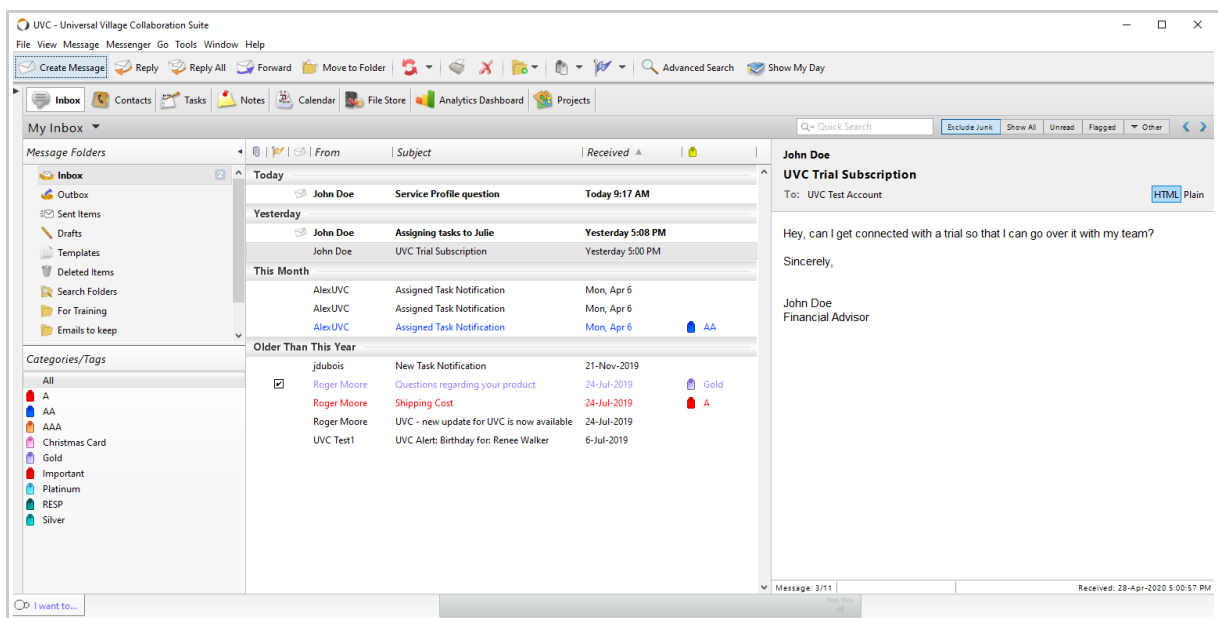 UVC - Universal Village Collaboration Suite
File View Message Messenger Go Tools Window Help
Create Message Reply Reply All Forward Move to Folder Advanced Search Show My Day
Inbox Contacts Tasks Notes Calendar File Store Analytics Dashboard Projects
My Inbox Quick Search Exclude Junk Show All Unread Flagged Other
Message Folders
Inbox 2
Outbox
Sent Items
Drafts
Templates
Deleted Items
Search Folders
For Training
Emails to keep
Categories/Tags
All
A
AA
AAA
Christmas Card
Gold
Important
Platinum
RESP
Silver
From Subject Received
Today
John Doe Service Profile question Today 9:17 AM
Yesterday
John Doe Assigning tasks to Julie Yesterday 5:08 PM
John Doe UVC Trial Subscription Yesterday 5:00 PM
This Month
AlexUVC Assigned Task Notification Mon, Apr 6
AlexUVC Assigned Task Notification Mon, Apr 6
AlexUVC Assigned Task Notification Mon, Apr 6 AA
Older Than This Year
jdubois New Task Notification 21-Nov-2019
Roger Moore Questions regarding your product 24-Jul-2019 Gold
Roger Moore Shipping Cost 24-Jul-2019 A
Roger Moore UVC - new update for UVC is now available 24-Jul-2019
UVC Test1 UVC Alert: Birthday for: Renee Walker 6-Jul-2019
John Doe
UVC Trial Subscription
To: UVC Test Account HTML Plain
Hey, can I get connected with a trial so that I can go over it with my team?
Sincerely,
John Doe
Financial Advisor
Message: 3/11 Received: 28-Apr-2020 5:00:57 PM
I want to...